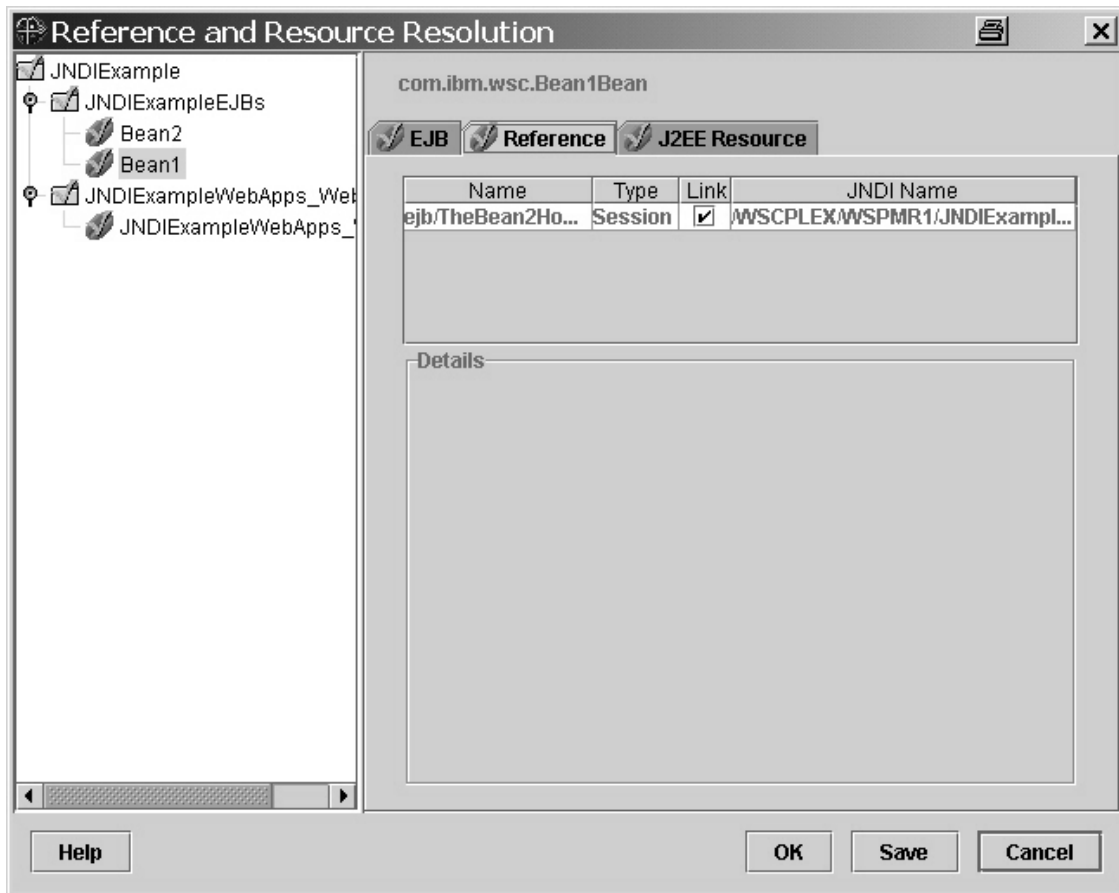 Reference and Resource Resolution
JNDIExample
JNDIExampleEJBs
Bean2
Bean1
JNDIExampleWebApps_Wel
JNDIExampleWebApps_
com.ibm.wsc.Bean1Bean
EJB Reference J2EE Resource
Name Type Link JNDI Name
ejb/TheBean2Ho... Session /WSCPLEX/WSPMR1/JNDIExampl...
Details
Help OK Save Cancel